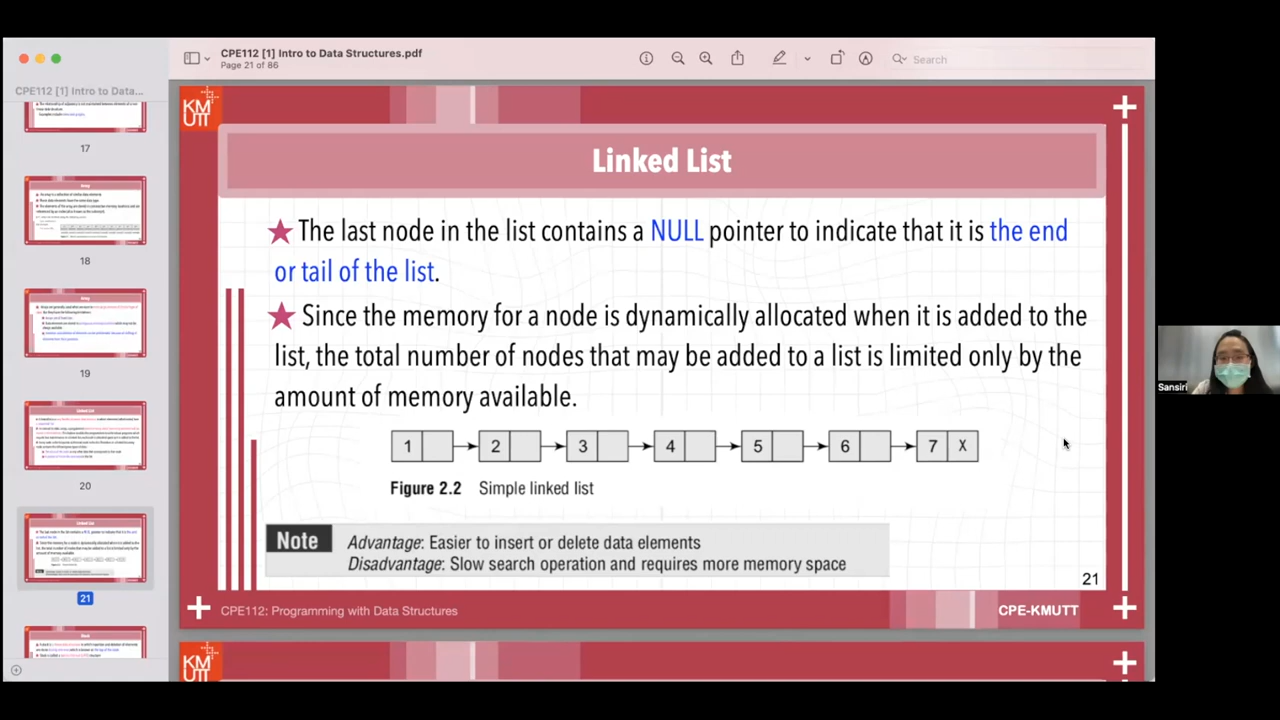 CPE112 [1] Intro to Data Structures.pdf
Page 21 of 86
Search
CPE112 [1] Intro to Data...
17
18
19
20
21
KM
UTT
Linked List
The last node in the list contains a NULL pointer to indicate that it is the end
or tail of the list.
Since the memory for a node is dynamically allocated when it is added to the
list, the total number of nodes that may be added to a list is limited only by the
amount of memory available.
1 2 3 4 5 6 7 X
Figure 2.2 Simple linked list
Note
Advantage: Easier to insert or delete data elements
Disadvantage: Slow search operation and requires more memory space
21
CPE112: Programming with Data Structures
CPE-KMUTT
KM
UTT
Sansiri